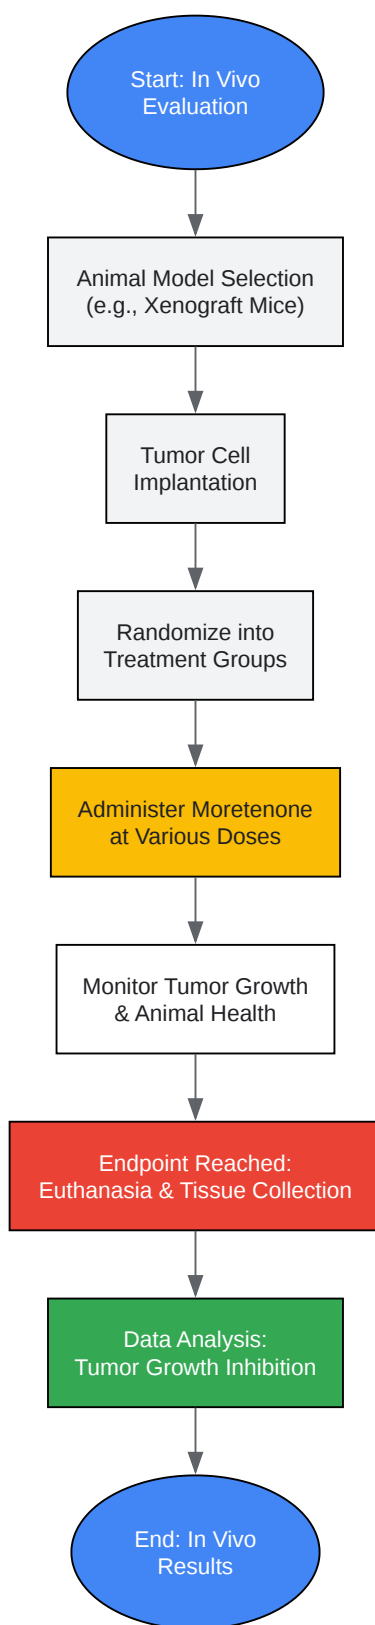 Start: In Vivo
Evaluation
Animal Model Selection
(e.g., Xenograft Mice)
Tumor Cell
Implantation
Randomize into
Treatment Groups
Administer Moretenone
at Various Doses
Monitor Tumor Growth
& Animal Health
Endpoint Reached:
Euthanasia & Tissue Collection
Data Analysis:
Tumor Growth Inhibition
End: In Vivo
Results